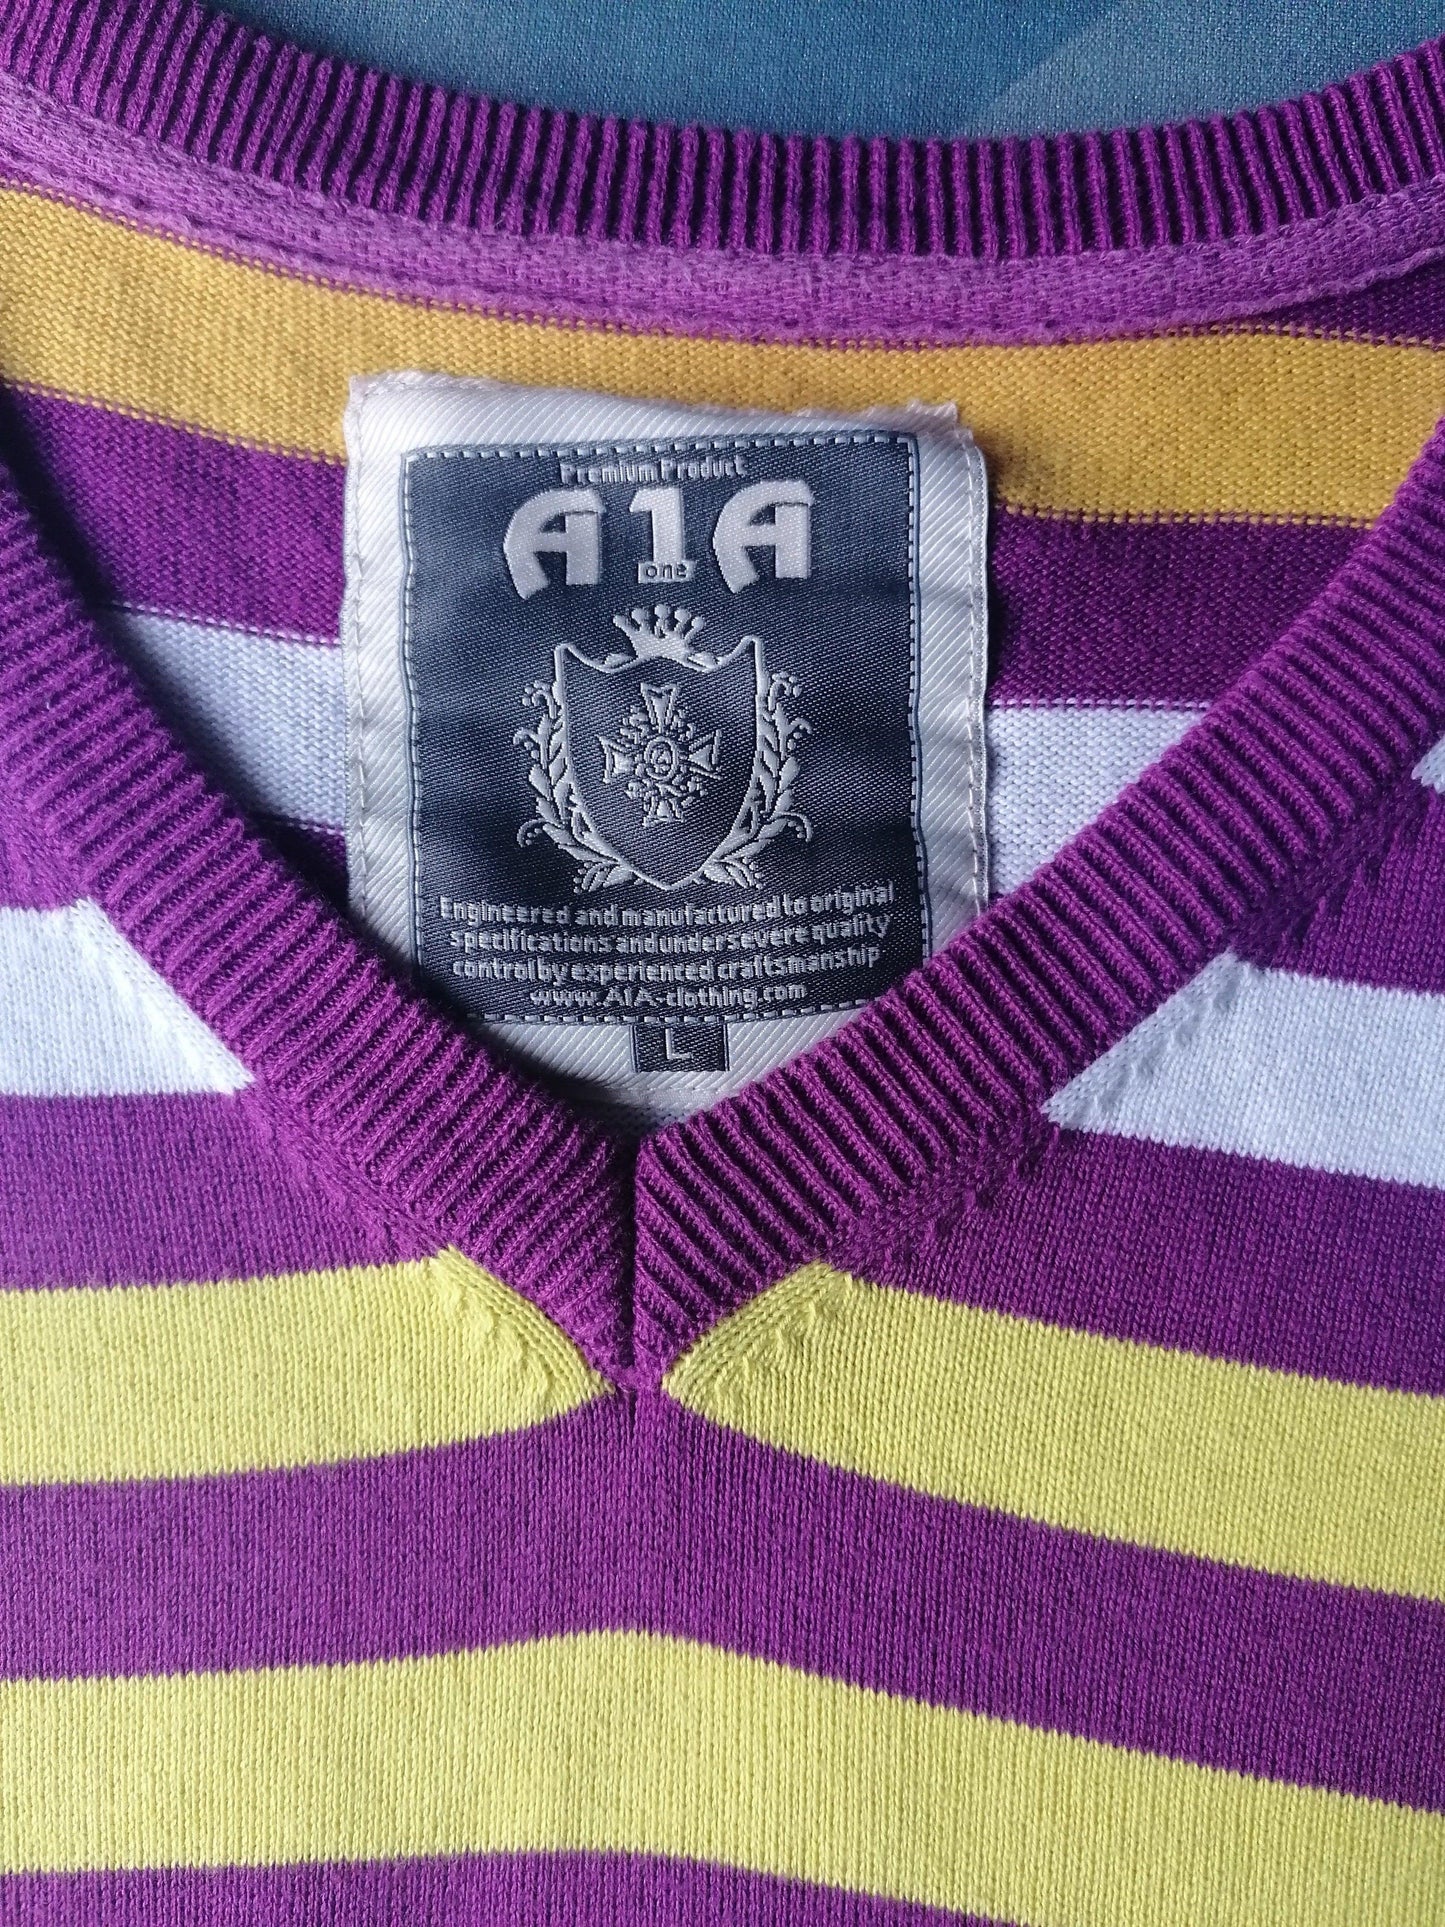 Premium Product
A1A
one
Engineered and manufactured to original
specifications and under severe quality
control by experienced craftsmanship
www.A1A-clothing.com
L